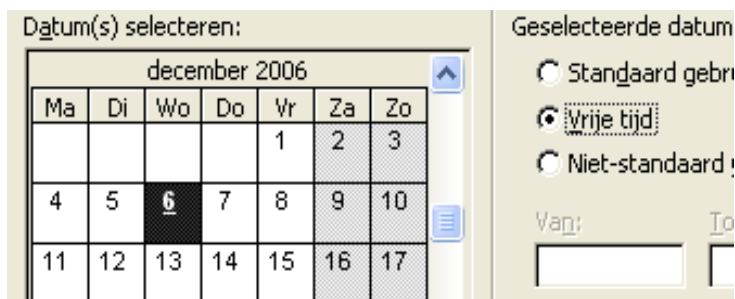 Datum(s) selecteren:
december 2006
Ma Di Wo Do Vr Za Zo
1 2 3
4 5 6 7 8 9 10
11 12 13 14 15 16 17
Geselecteerde datum
Standaard gebru
Vrije tijd
Niet-standaard
Van: To